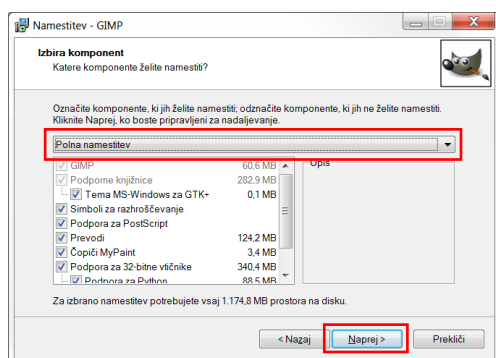 Namestitev - GIMP
Izbira komponent
Katere komponente želite namestiti?
Označite komponente, ki jih želite namestiti; odznačite komponente, ki jih ne želite namestiti.
Kliknite Naprej, ko boste pripravljeni za nadaljevanje.
Polna namestitev
GIMP 60,6 MB
Podporne knjižnice 282,9 MB
Tema MS-Windows za GTK+ 0,1 MB
Simboli za razhroščevanje
Podpora za PostScript
Prevodi 124,2 MB
Čopiči MyPaint 3,4 MB
Podpora za 32-bitne vtičnike 340,4 MB
Podpora za Python 88,5 MB
Opis
Za izbrano namestitev potrebujete vsaj 1.174,8 MB prostora na disku.
< Nazaj Naprej > Prekliči